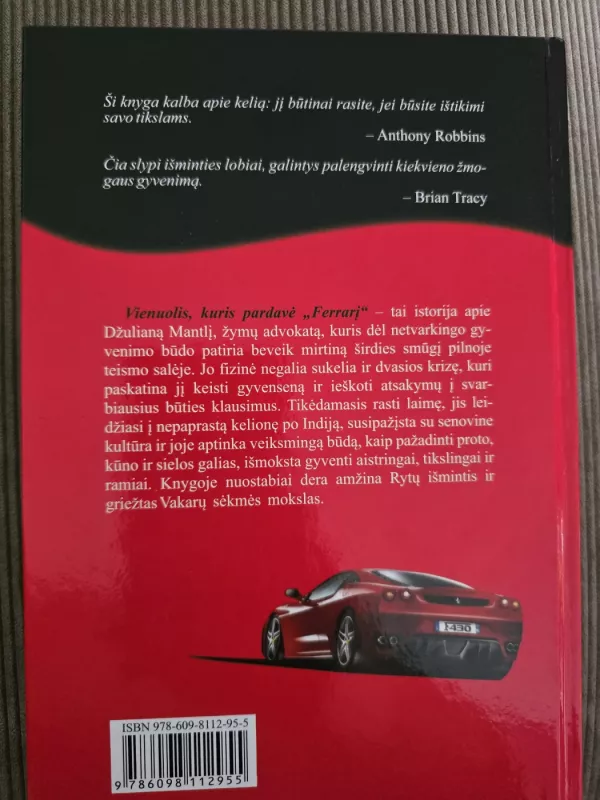 Ši knyga kalba apie kelią: jį būtinai rasite, jei būsite ištikimi
savo tikslams.
– Anthony Robbins
Čia slypi išminties lobiai, galintys palengvinti kiekvieno žmo-
gaus gyvenimą.
– Brian Tracy
Vienuolis, kuris pardavė „Ferrarį“ – tai istorija apie
Džulianą Mantlį, žymų advokatą, kuris dėl netvarkingo gy-
venimo būdo patiria beveik mirtiną širdies smūgį pilnoje
teismo salėje. Jo fizinė negalia sukelia ir dvasios krizę, kuri
paskatina jį keisti gyvenseną ir ieškoti atsakymų į svar-
biausius būties klausimus. Tikėdamasis rasti laimę, jis lei-
džiasi į nepaprastą kelionę po Indiją, susipažįsta su senovine
kultūra ir joje aptinka veiksmingą būdą, kaip pažadinti proto,
kūno ir sielos galias, išmoksta gyventi aistringai, tikslingai ir
ramiai. Knygoje nuostabiai dera amžina Rytų išmintis ir
griežtas Vakarų sėkmės mokslas.
F430
ISBN 978-609-8112-95-5
9 786098 112955